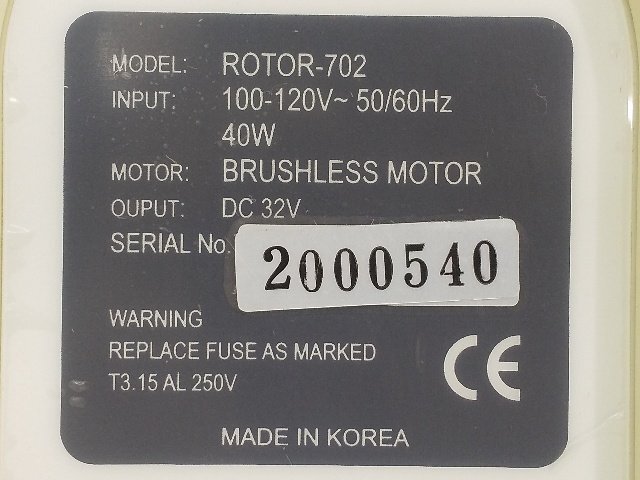 MODEL: ROTOR-702
INPUT: 100-120V~ 50/60Hz
40W
MOTOR: BRUSHLESS MOTOR
OUPUT: DC 32V
SERIAL No. 2000540
WARNING
REPLACE FUSE AS MARKED
T3.15 AL 250V
CE
MADE IN KOREA